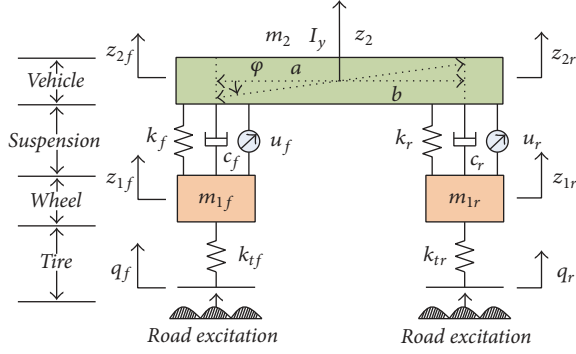 z2f m2 Iy z2 z2r
Vehicle φ a
b
Suspension kf cf uf kr cr ur
z1f z1r
Wheel m1f m1r
Tire ktf ktr
qf qr
Road excitation Road excitation